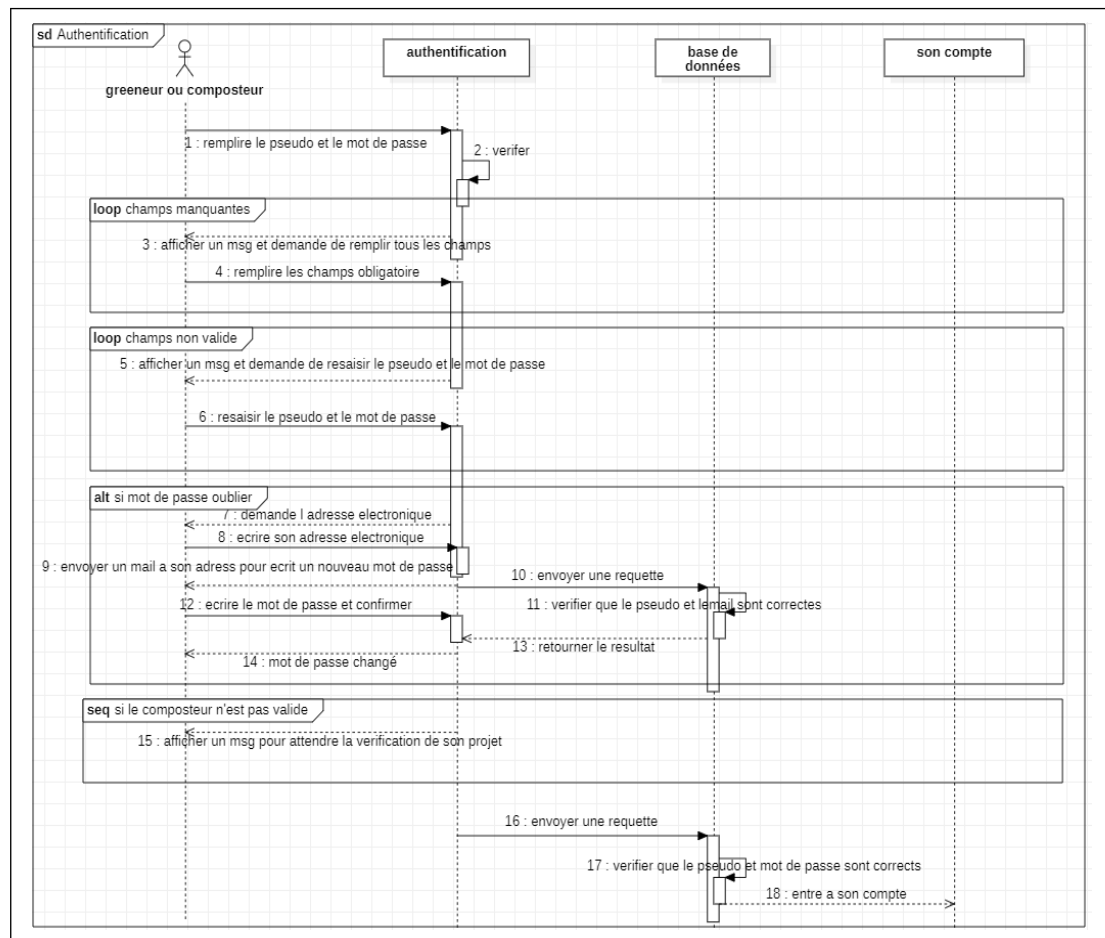 sd Authentification
greeneur ou composteur
authentification
base de
données
son compte
1 : remplire le pseudo et le mot de passe
2 : verifer
loop champs manquantes
3 : afficher un msg et demande de remplir tous les champs
4 : remplire les champs obligatoire
loop champs non valide
5 : afficher un msg et demande de resaisir le pseudo et le mot de passe
6 : resaisir le pseudo et le mot de passe
alt si mot de passe oublier
7 : demande l adresse electronique
8 : ecrire son adresse electronique
9 : envoyer un mail a son adress pour ecrit un nouveau mot de passe
10 : envoyer une requette
12 : ecrire le mot de passe et confirmer
11 : verifier que le pseudo et lemail sont correctes
13 : retourner le resultat
14 : mot de passe changé
seq si le composteur n'est pas valide
15 : afficher un msg pour attendre la verification de son projet
16 : envoyer une requette
17 : verifier que le pseudo et mot de passe sont corrects
18 : entre a son compte